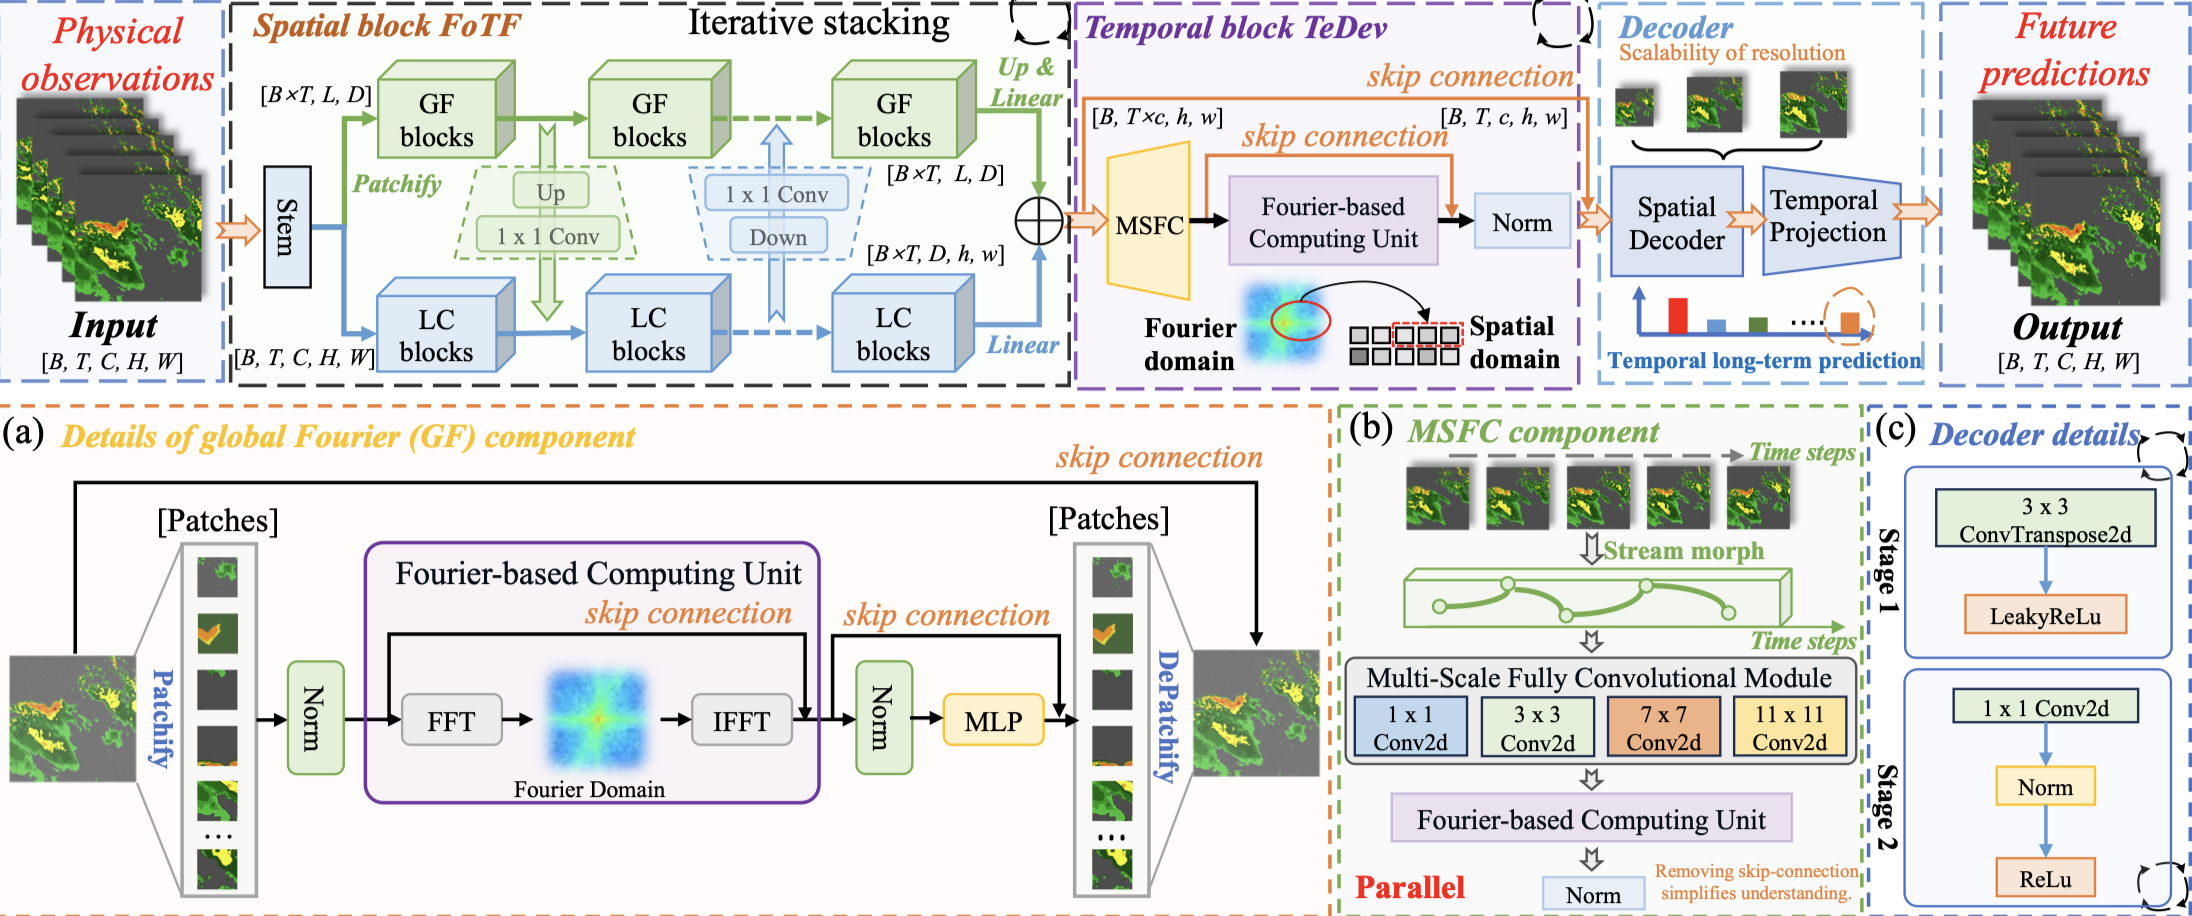 Physical
observations
Input
[B, T, C, H, W]
Spatial block FoTF
Iterative stacking
[B×T, L, D]
GF
blocks
GF
blocks
GF
blocks
Up &
Linear
Patchify
Up
1 x 1 Conv
1 x 1 Conv
Down
[B×T, L, D]
Stem
[B×T, D, h, w]
[B, T, C, H, W]
LC
blocks
LC
blocks
LC
blocks
Linear
Temporal block TeDev
skip connection
[B, T×c, h, w]
[B, T, c, h, w]
skip connection
MSFC
Fourier-based
Computing Unit
Norm
Fourier
domain
Spatial
domain
Decoder
Scalability of resolution
Spatial
Decoder
Temporal
Projection
Temporal long-term prediction
Future
predictions
Output
[B, T, C, H, W]
(a) Details of global Fourier (GF) component
skip connection
[Patches]
[Patches]
Patchify
Norm
Fourier-based Computing Unit
skip connection
FFT
IFFT
Fourier Domain
skip connection
Norm
MLP
DePatchify
(b) MSFC component
Time steps
Stream morph
Time steps
Multi-Scale Fully Convolutional Module
1 x 1
Conv2d
3 x 3
Conv2d
7 x 7
Conv2d
11 x 11
Conv2d
Fourier-based Computing Unit
Parallel
Norm
Removing skip-connection
simplifies understanding.
(c) Decoder details
Stage 1
3 x 3
ConvTranspose2d
LeakyReLu
Stage 2
1 x 1 Conv2d
Norm
ReLu